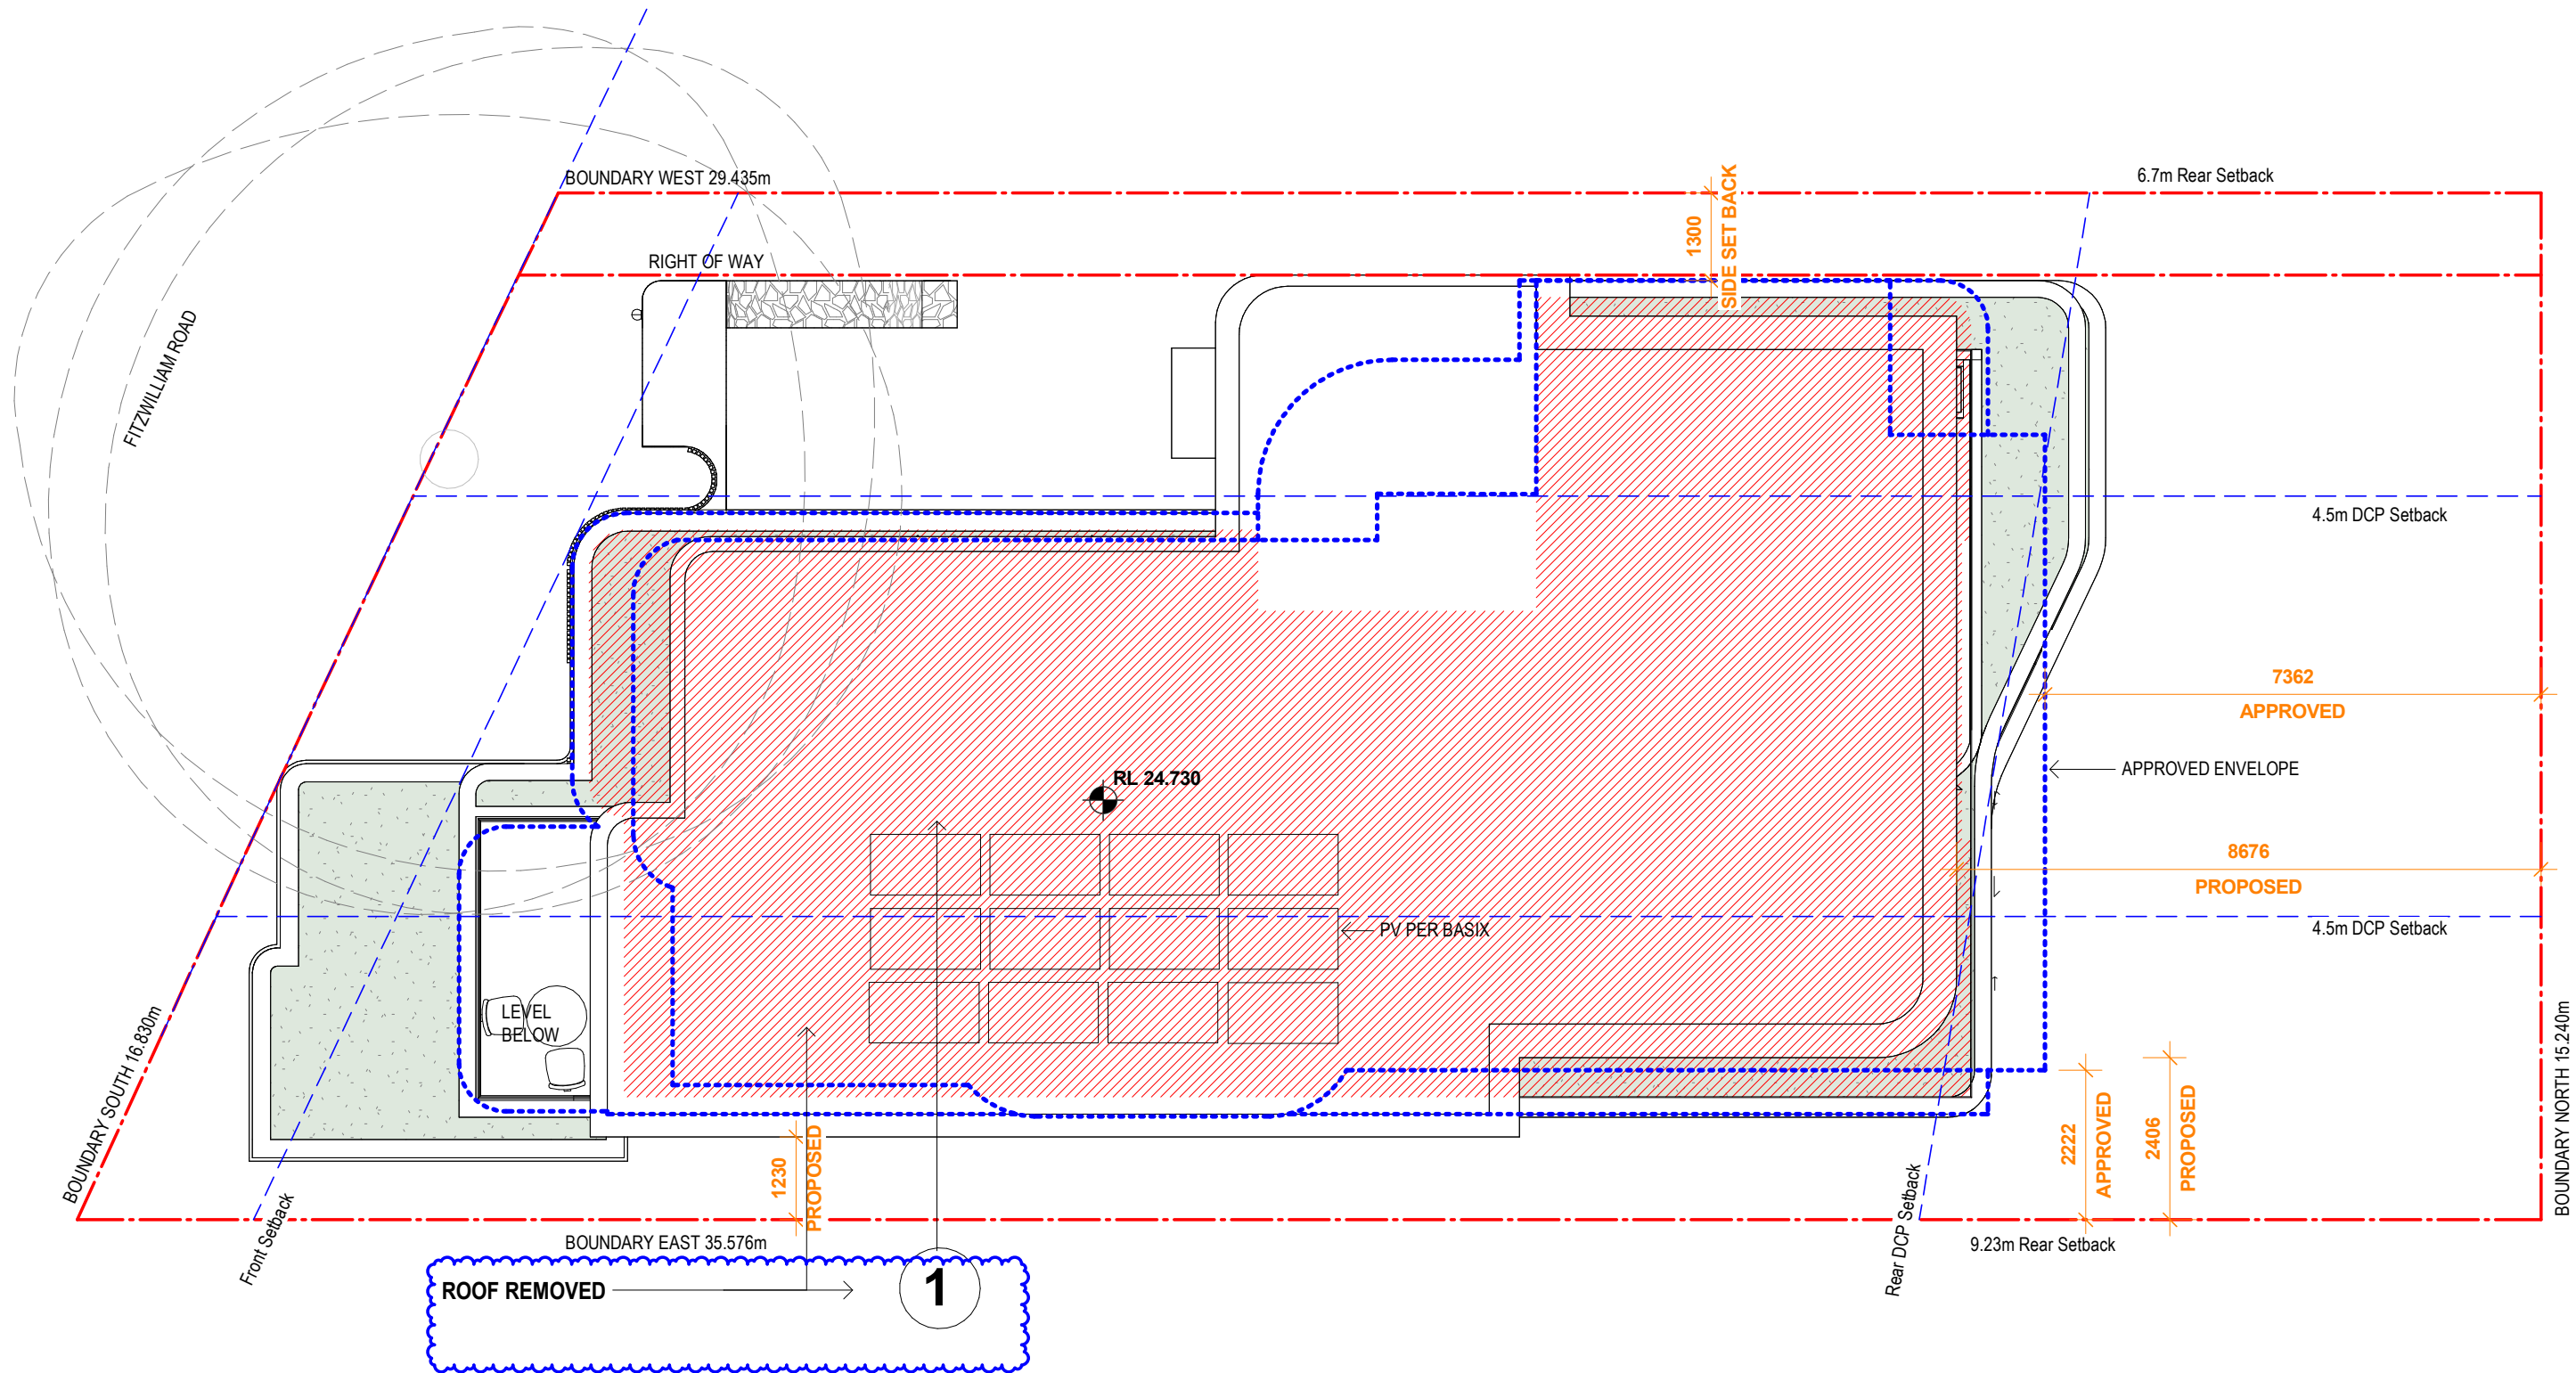 BOUNDARY WEST 29.435m
6.7m Rear Setback
1300
SIDE SET BACK
RIGHT OF WAY
FITZWILLIAM ROAD
4.5m DCP Setback
7362
APPROVED
APPROVED ENVELOPE
RL 24.730
8676
PROPOSED
PV PER BASIX
4.5m DCP Setback
LEVEL
BELOW
BOUNDARY SOUTH 16.830m
BOUNDARY NORTH 15.240m
1230
PROPOSED
2222
APPROVED
2406
PROPOSED
Front Setback
BOUNDARY EAST 35.576m
Rear DCP Setback
9.23m Rear Setback
ROOF REMOVED
1